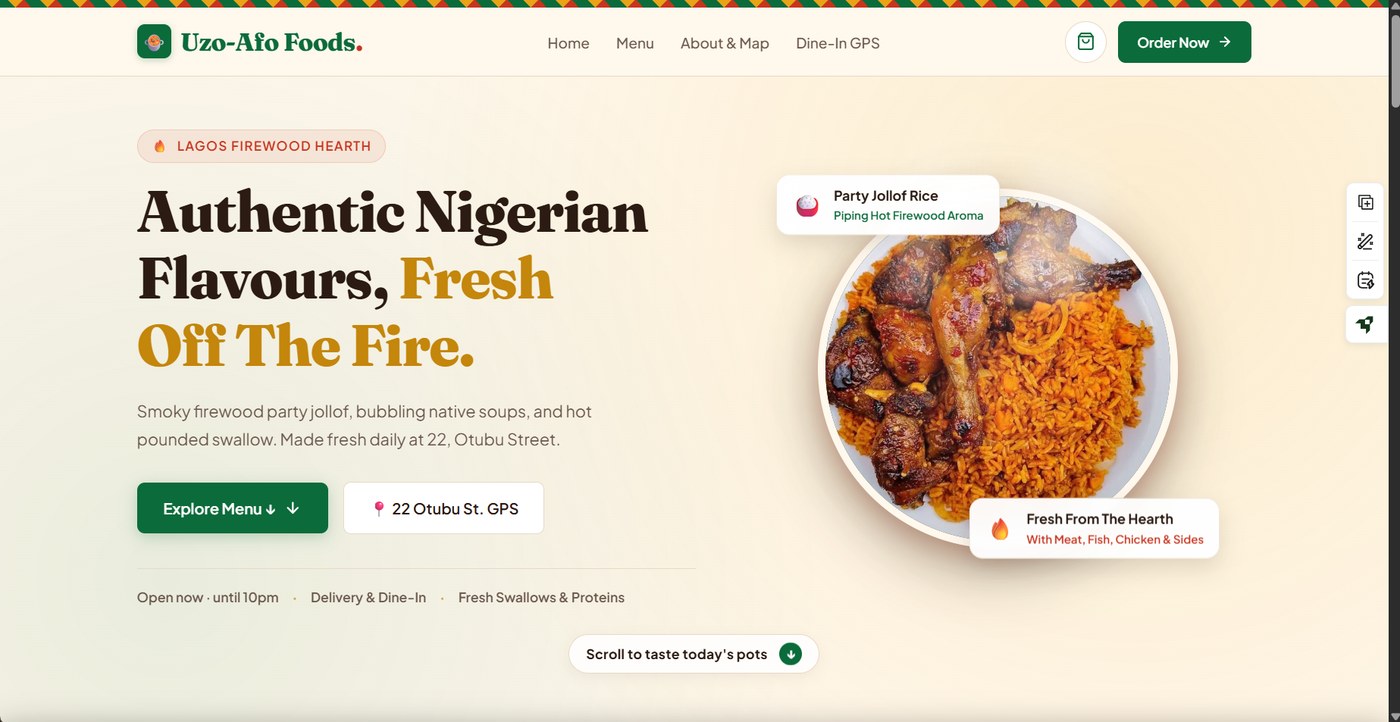 Uzo-Afo Foods.
Home
Menu
About & Map
Dine-In GPS
Order Now →
LAGOS FIREWOOD HEARTH
Authentic Nigerian
Flavours, Fresh
Off The Fire.
Smoky firewood party jollof, bubbling native soups, and hot
pounded swallow. Made fresh daily at 22, Otubu Street.
Explore Menu ↓ ↓
22 Otubu St. GPS
Open now · until 10pm · Delivery & Dine-In · Fresh Swallows & Proteins
Party Jollof Rice
Piping Hot Firewood Aroma
Fresh From The Hearth
With Meat, Fish, Chicken & Sides
Scroll to taste today's pots